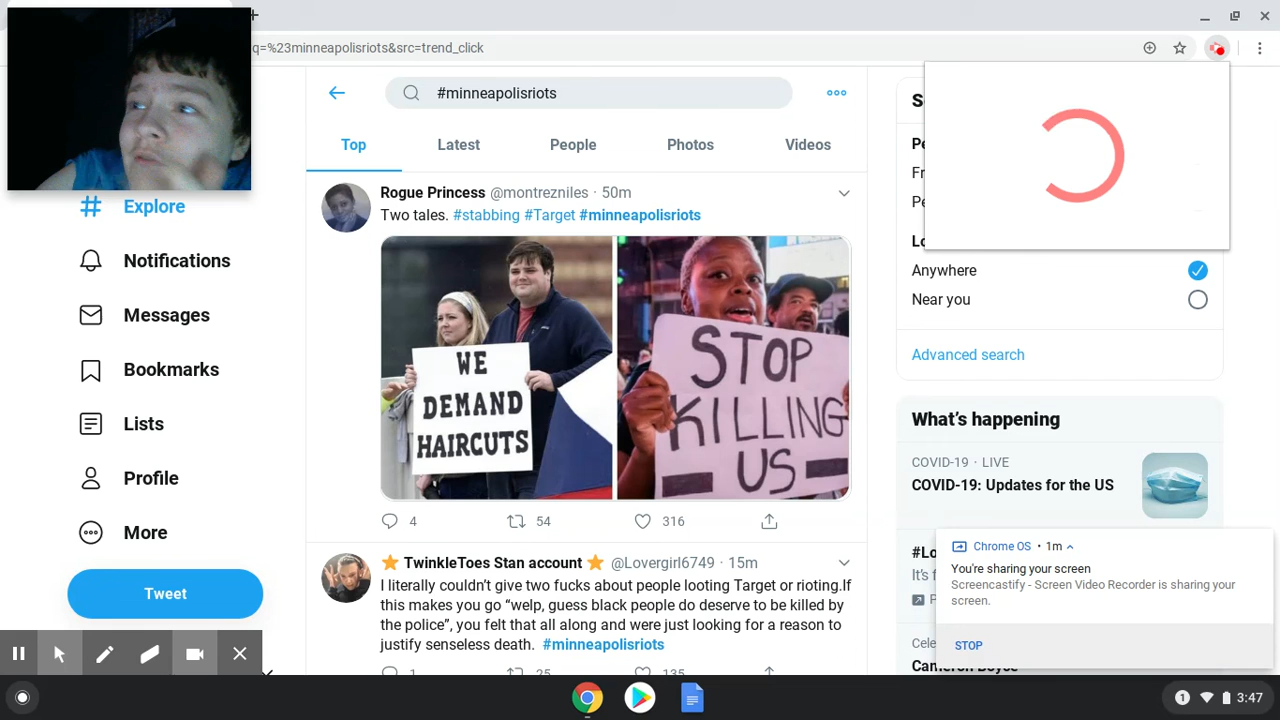 q=%23minneapolisriots&src=trend_click
#minneapolisriots
Top
Latest
People
Photos
Videos
Explore
Notifications
Messages
Bookmarks
Lists
Profile
More
Tweet
Rogue Princess @montrezniles · 50m
Two tales. #stabbing #Target #minneapolisriots
WE
DEMAND
HAIRCUTS
STOP
KILLING
US
4
54
316
TwinkleToes Stan account @Lovergirl6749 · 15m
I literally couldn't give two fucks about people looting Target or rioting.If
this makes you go “welp, guess black people do deserve to be killed by
the police”, you felt that all along and were just looking for a reason to
justify senseless death. #minneapolisriots
1
25
135
Anywhere
Near you
Advanced search
What's happening
COVID-19 · LIVE
COVID-19: Updates for the US
Chrome OS • 1m
You're sharing your screen
Screencastify - Screen Video Recorder is sharing your
screen.
STOP
Cameron Boyce
1
3:47